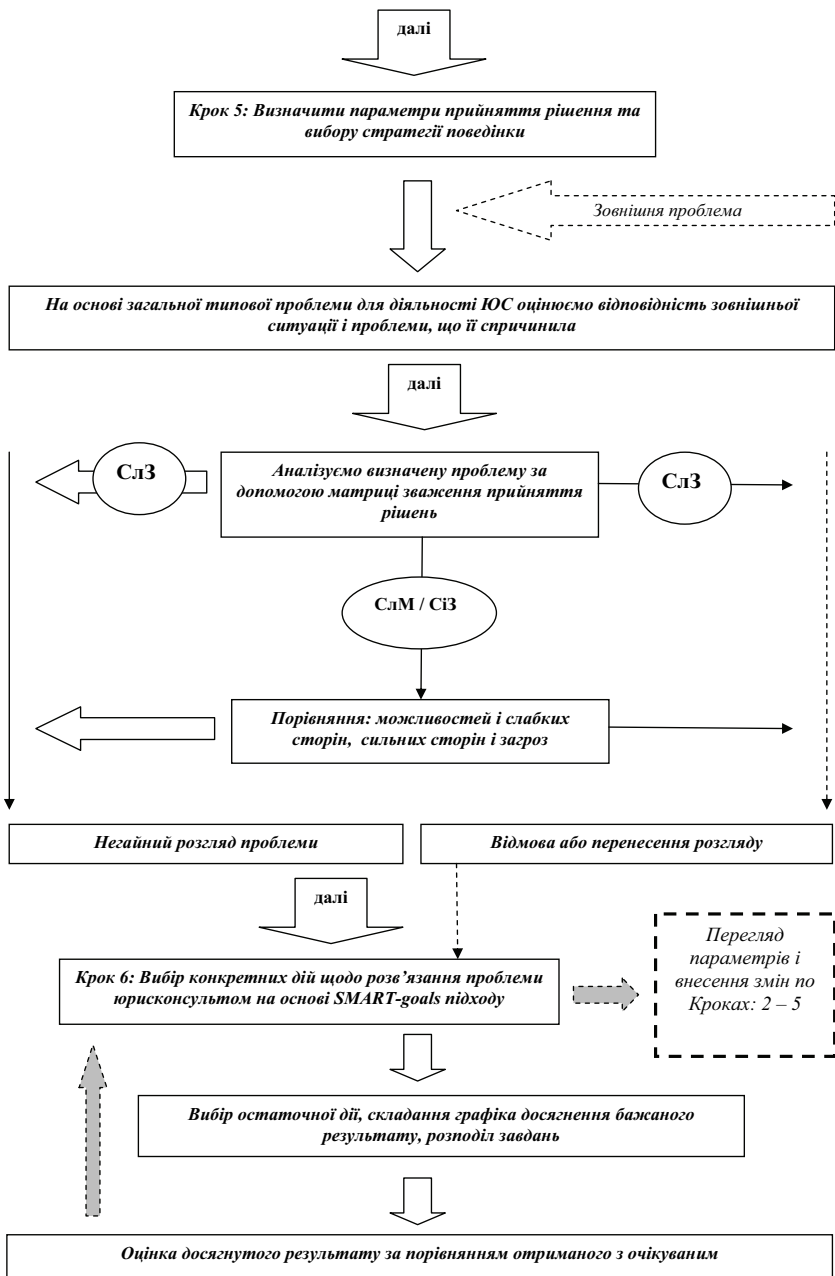 далі
Крок 5: Визначити параметри прийняття рішення та
вибору стратегії поведінки
Зовнішня проблема
На основі загальної типової проблеми для діяльності ЮС оцінюємо відповідність зовнішньої
ситуації і проблеми, що її спричинила
далі
СлЗ
Аналізуємо визначену проблему за
допомогою матриці зваження прийняття
рішень
СлЗ
СлМ / СіЗ
Порівняння: можливостей і слабких
сторін, сильних сторін і загроз
Негайний розгляд проблеми
Відмова або перенесення розгляду
далі
Крок 6: Вибір конкретних дій щодо розв’язання проблеми
юрисконсультом на основі SMART-goals підходу
Перегляд
параметрів і
внесення змін по
Кроках: 2 – 5
Вибір остаточної дії, складання графіка досягнення бажаного
результату, розподіл завдань
Оцінка досягнутого результату за порівнянням отриманого з очікуваним